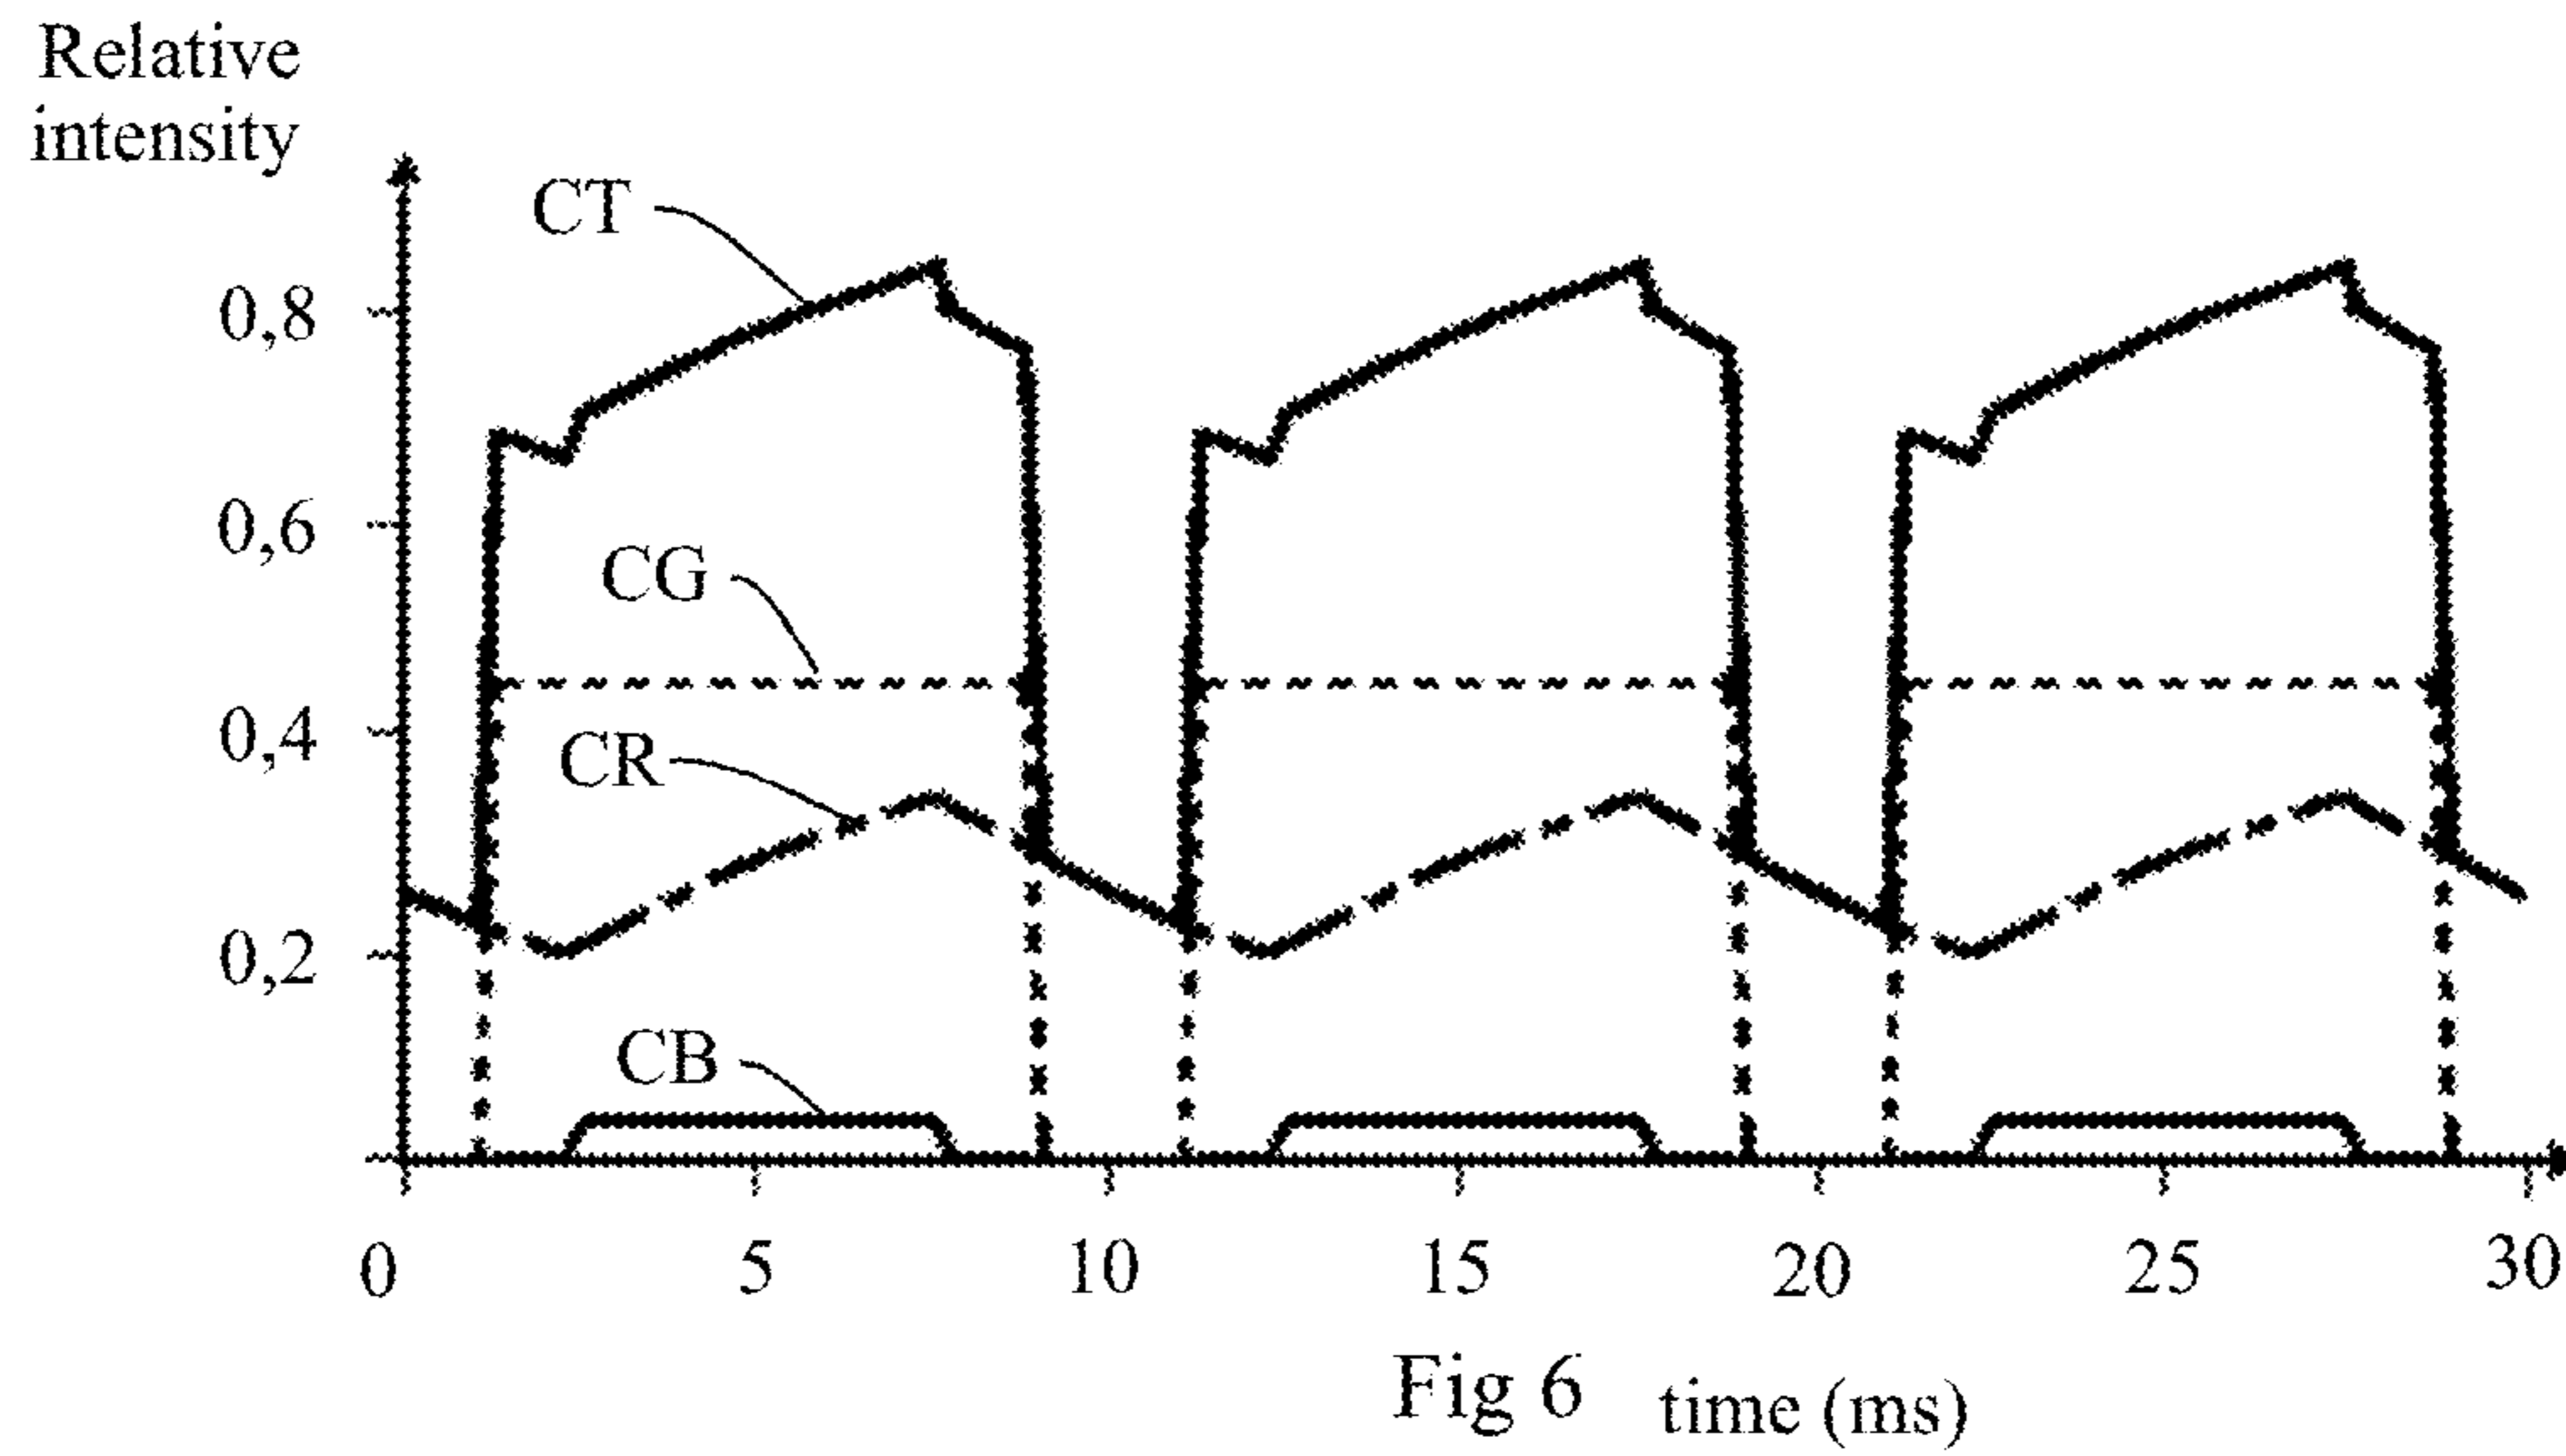 Relative
intensity
CT
0,8
0,6
CG
0,4
CR
0,2
CB
0 5 10 15 20 25 30
Fig 6 time (ms)